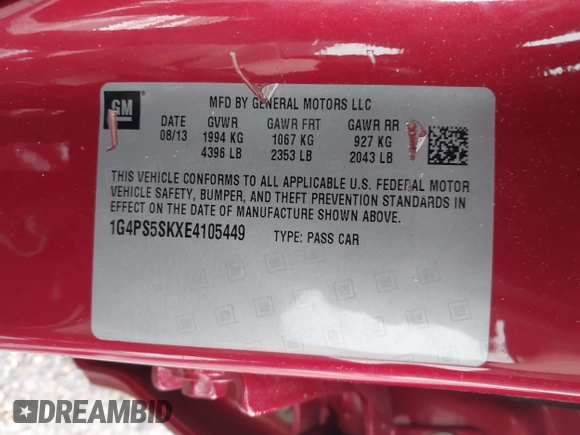 GM
MFD BY GENERAL MOTORS LLC
DATE GVWR GAWR FRT GAWR RR
08/13 1994 KG 1067 KG 927 KG
4396 LB 2353 LB 2043 LB
THIS VEHICLE CONFORMS TO ALL APPLICABLE U.S. FEDERAL MOTOR
VEHICLE SAFETY, BUMPER, AND THEFT PREVENTION STANDARDS IN
EFFECT ON THE DATE OF MANUFACTURE SHOWN ABOVE.
1G4PS5SKXE4105449 TYPE: PASS CAR
DREAMBID